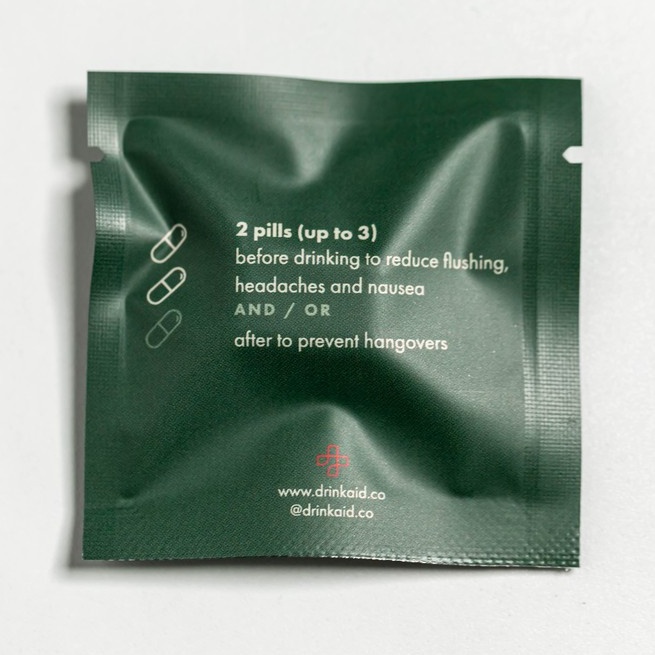 2 pills (up to 3)
before drinking to reduce flushing,
headaches and nausea
AND / OR
after to prevent hangovers
www.drinkaid.co
@drinkaid.co